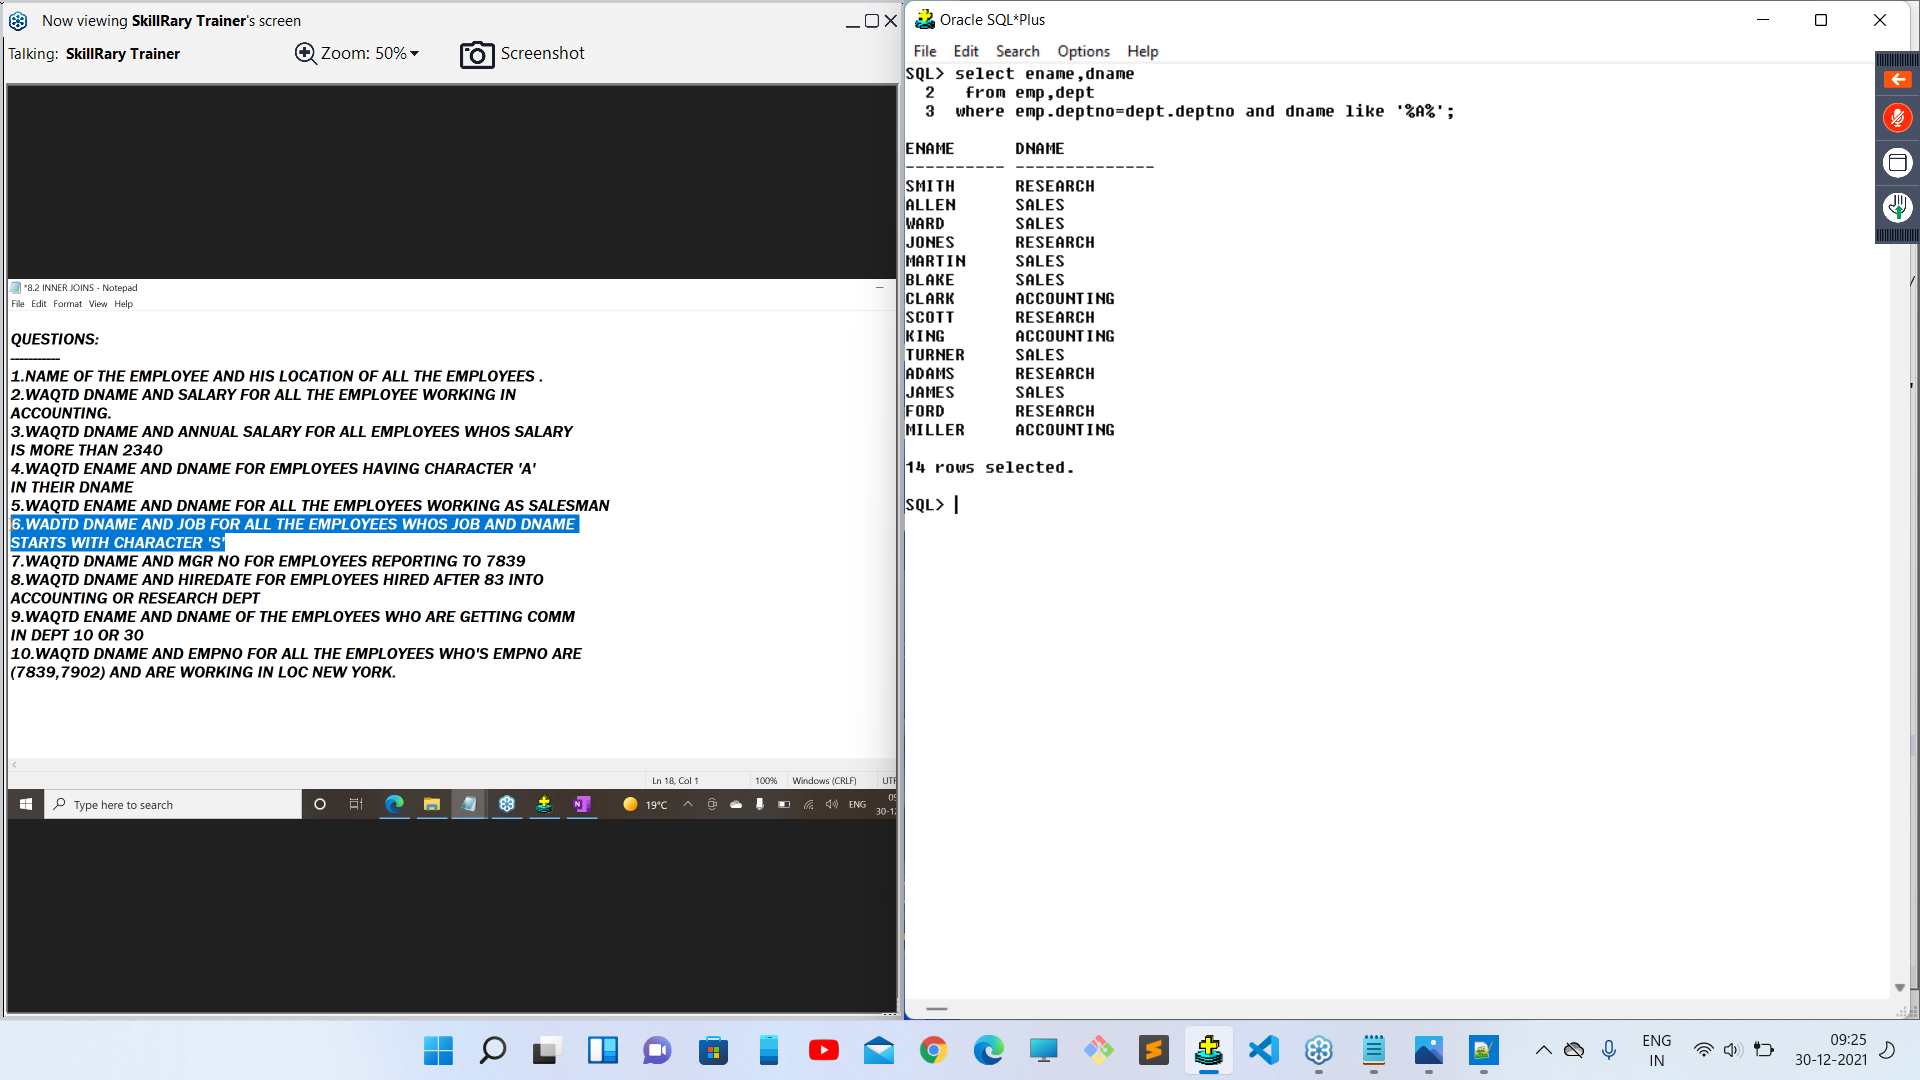 Now viewing SkillRary Trainer's screen
Talking: SkillRary Trainer
Zoom: 50%
Screenshot
*8.2 INNER JOINS - Notepad
File Edit Format View Help
QUESTIONS:
-----------
1.NAME OF THE EMPLOYEE AND HIS LOCATION OF ALL THE EMPLOYEES .
2.WAQTD DNAME AND SALARY FOR ALL THE EMPLOYEE WORKING IN
ACCOUNTING.
3.WAQTD DNAME AND ANNUAL SALARY FOR ALL EMPLOYEES WHOS SALARY
IS MORE THAN 2340
4.WAQTD ENAME AND DNAME FOR EMPLOYEES HAVING CHARACTER 'A'
IN THEIR DNAME
5.WAQTD ENAME AND DNAME FOR ALL THE EMPLOYEES WORKING AS SALESMAN
6.WADTD DNAME AND JOB FOR ALL THE EMPLOYEES WHOS JOB AND DNAME
STARTS WITH CHARACTER 'S'
7.WAQTD DNAME AND MGR NO FOR EMPLOYEES REPORTING TO 7839
8.WAQTD DNAME AND HIREDATE FOR EMPLOYEES HIRED AFTER 83 INTO
ACCOUNTING OR RESEARCH DEPT
9.WAQTD ENAME AND DNAME OF THE EMPLOYEES WHO ARE GETTING COMM
IN DEPT 10 OR 30
10.WAQTD DNAME AND EMPNO FOR ALL THE EMPLOYEES WHO'S EMPNO ARE
(7839,7902) AND ARE WORKING IN LOC NEW YORK.
Ln 18, Col 1 100% Windows (CRLF) UTF
Type here to search
19°C
ENG
30-12
Oracle SQL*Plus
File Edit Search Options Help
SQL> select ename,dname
2 from emp,dept
3 where emp.deptno=dept.deptno and dname like '%A%';
ENAME DNAME
---------- --------------
SMITH RESEARCH
ALLEN SALES
WARD SALES
JONES RESEARCH
MARTIN SALES
BLAKE SALES
CLARK ACCOUNTING
SCOTT RESEARCH
KING ACCOUNTING
TURNER SALES
ADAMS RESEARCH
JAMES SALES
FORD RESEARCH
MILLER ACCOUNTING
14 rows selected.
SQL>
ENG
IN
09:25
30-12-2021